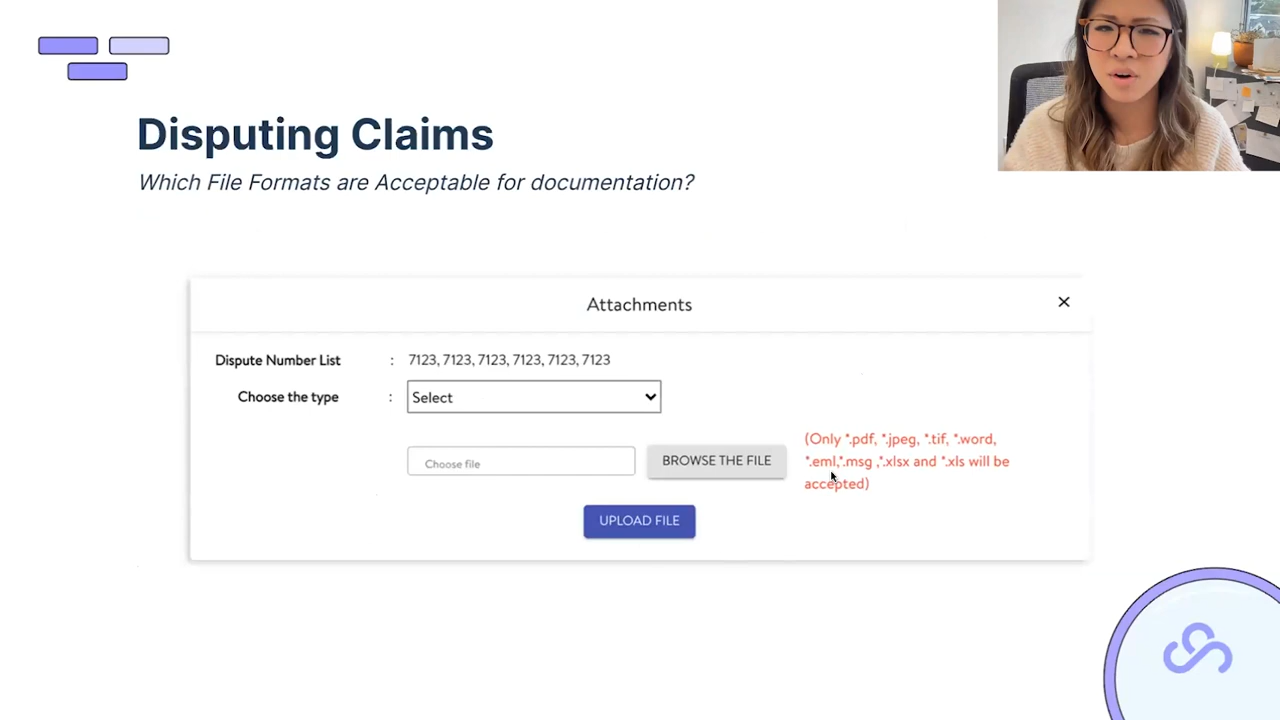 Disputing Claims
Which File Formats are Acceptable for documentation?
Attachments
Dispute Number List : 7123, 7123, 7123, 7123, 7123, 7123
Choose the type : Select
Choose file
BROWSE THE FILE
(Only *.pdf, *.jpeg, *.tif, *.word,
*.eml,*.msg ,*.xlsx and *.xls will be
accepted)
UPLOAD FILE